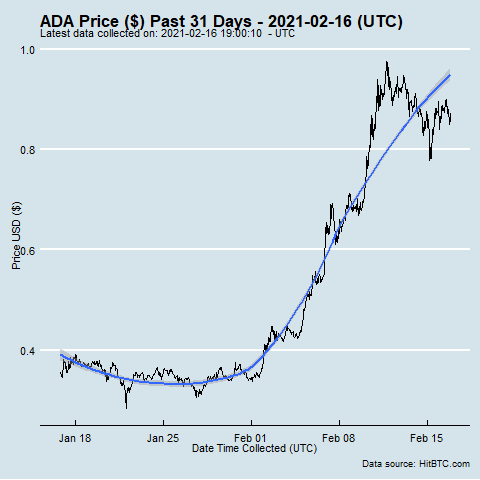 ADA Price ($) Past 31 Days - 2021-02-16 (UTC)
Latest data collected on: 2021-02-16 19:00:10 - UTC
1.0
0.8
0.6
0.4
Price USD ($)
Jan 18 Jan 25 Feb 01 Feb 08 Feb 15
Date Time Collected (UTC)
Data source: HitBTC.com